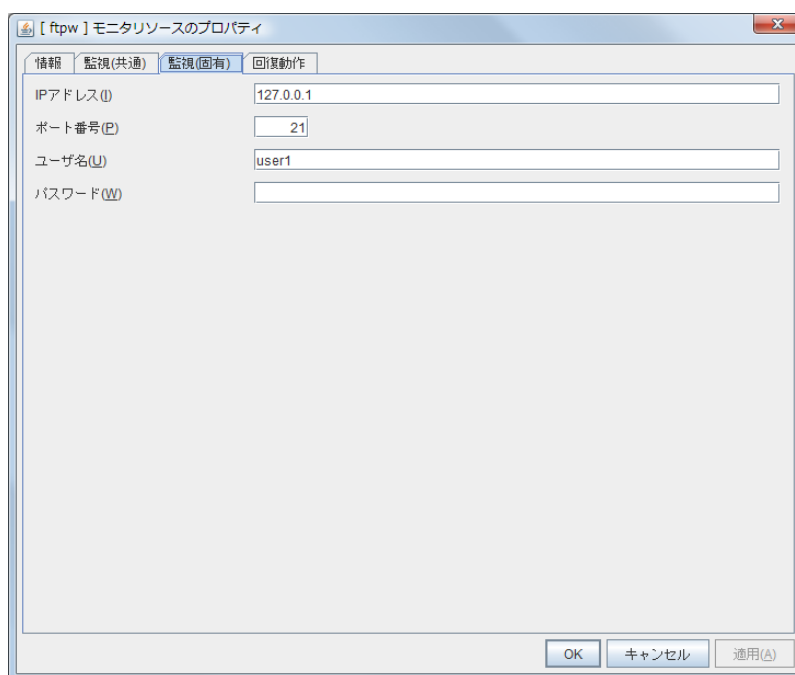 [ ftpw ] モニタリソースのプロパティ
情報 監視(共通) 監視(固有) 回復動作
IPアドレス(I) 127.0.0.1
ポート番号(P) 21
ユーザ名(U) user1
パスワード(W)
OK キャンセル 適用(A)